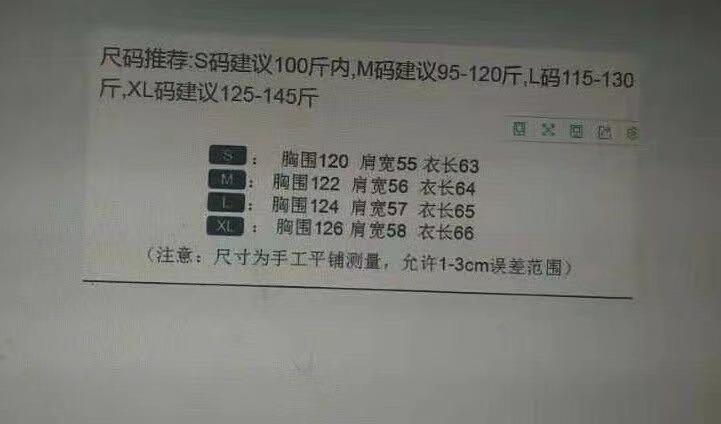 尺码推荐:S码建议100斤内,M码建议95-120斤,L码115-130
斤,XL码建议125-145斤
S： 胸围120 肩宽55 衣长63
M： 胸围122 肩宽56 衣长64
L： 胸围124 肩宽57 衣长65
XL： 胸围126 肩宽58 衣长66
（注意：尺寸为手工平铺测量，允许1-3cm误差范围）